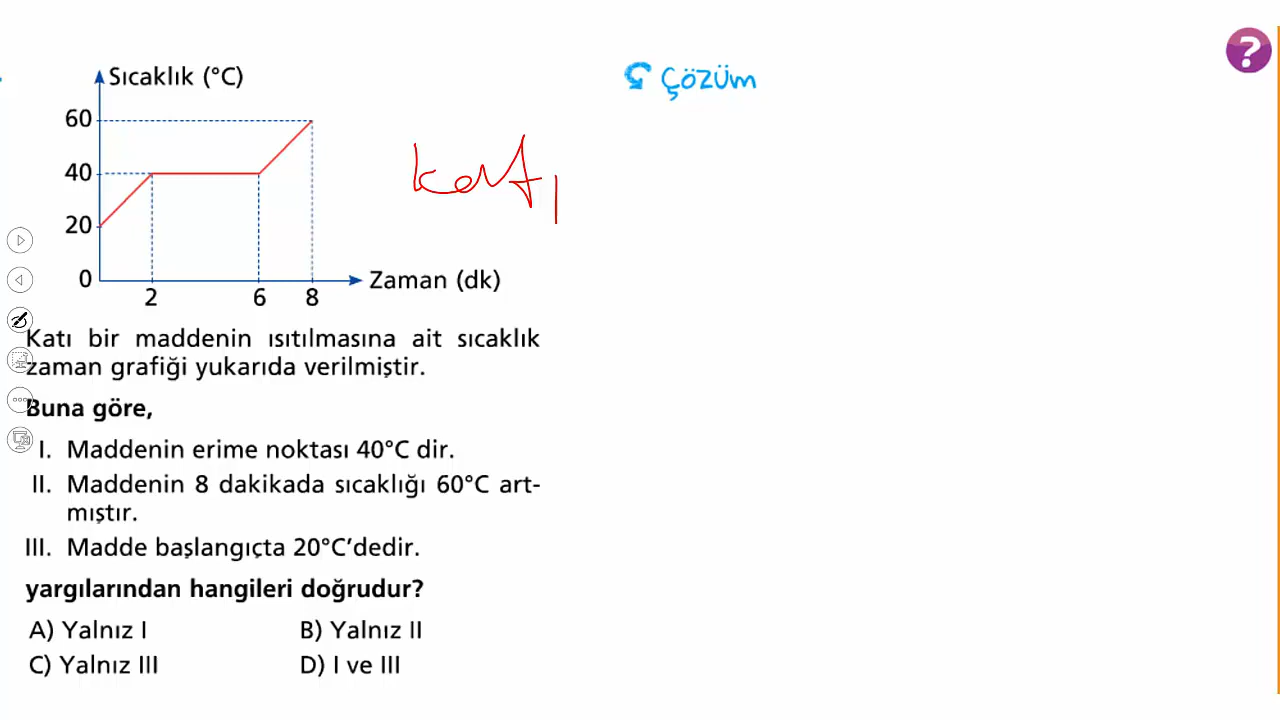 Sıcaklık (°C)
Çözüm
?
60
40
20
0
2 6 8
Zaman (dk)
katı
Katı bir maddenin ısıtılmasına ait sıcaklık
zaman grafiği yukarıda verilmiştir.
Buna göre,
I. Maddenin erime noktası 40°C dir.
II. Maddenin 8 dakikada sıcaklığı 60°C art-
mıştır.
III. Madde başlangıçta 20°C’dedir.
yargılarından hangileri doğrudur?
A) Yalnız I B) Yalnız II
C) Yalnız III D) I ve III